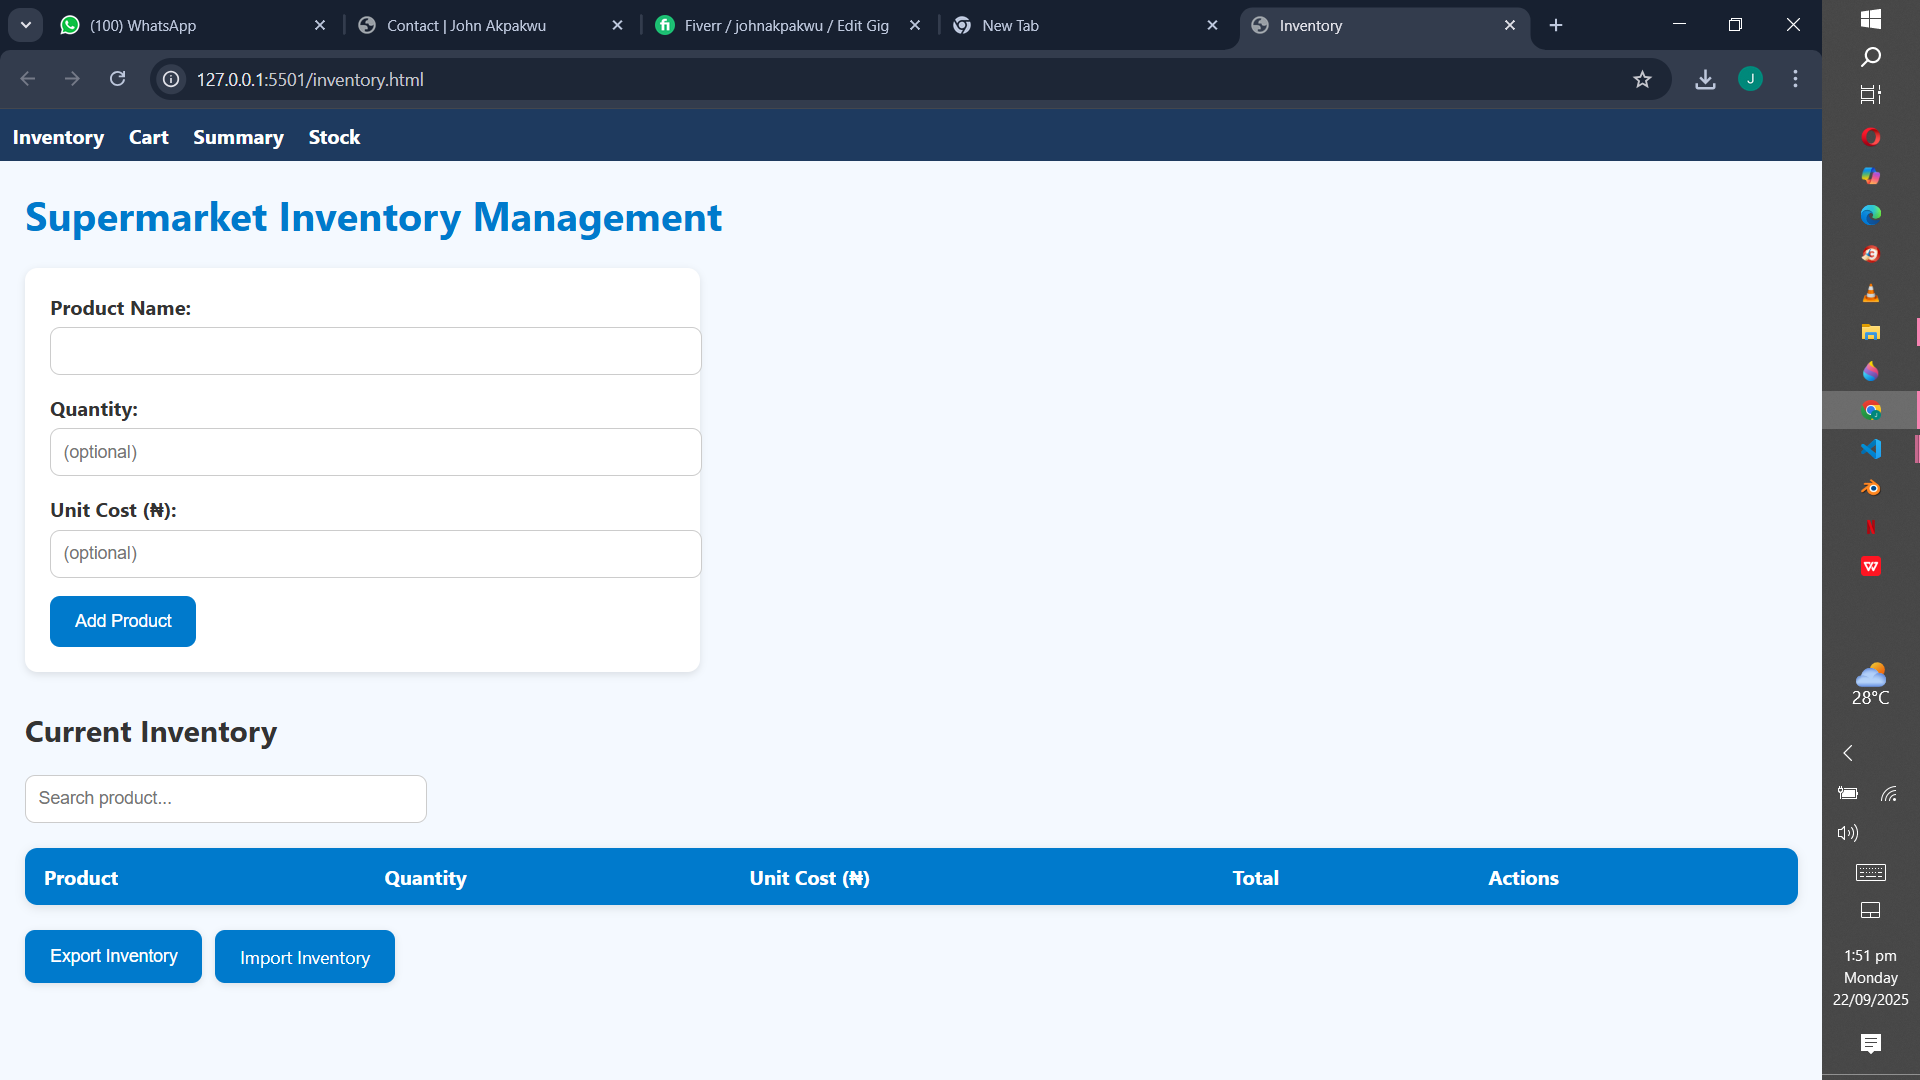 (100) WhatsApp
Contact | John Akpakwu
Fiverr / johnakpakwu / Edit Gig
New Tab
Inventory
127.0.0.1:5501/inventory.html
J
Inventory Cart Summary Stock
Supermarket Inventory Management
Product Name:
Quantity:
(optional)
Unit Cost (₦):
(optional)
Add Product
Current Inventory
Search product...
Product Quantity Unit Cost (₦) Total Actions
Export Inventory Import Inventory
28°C
1:51 pm
Monday
22/09/2025